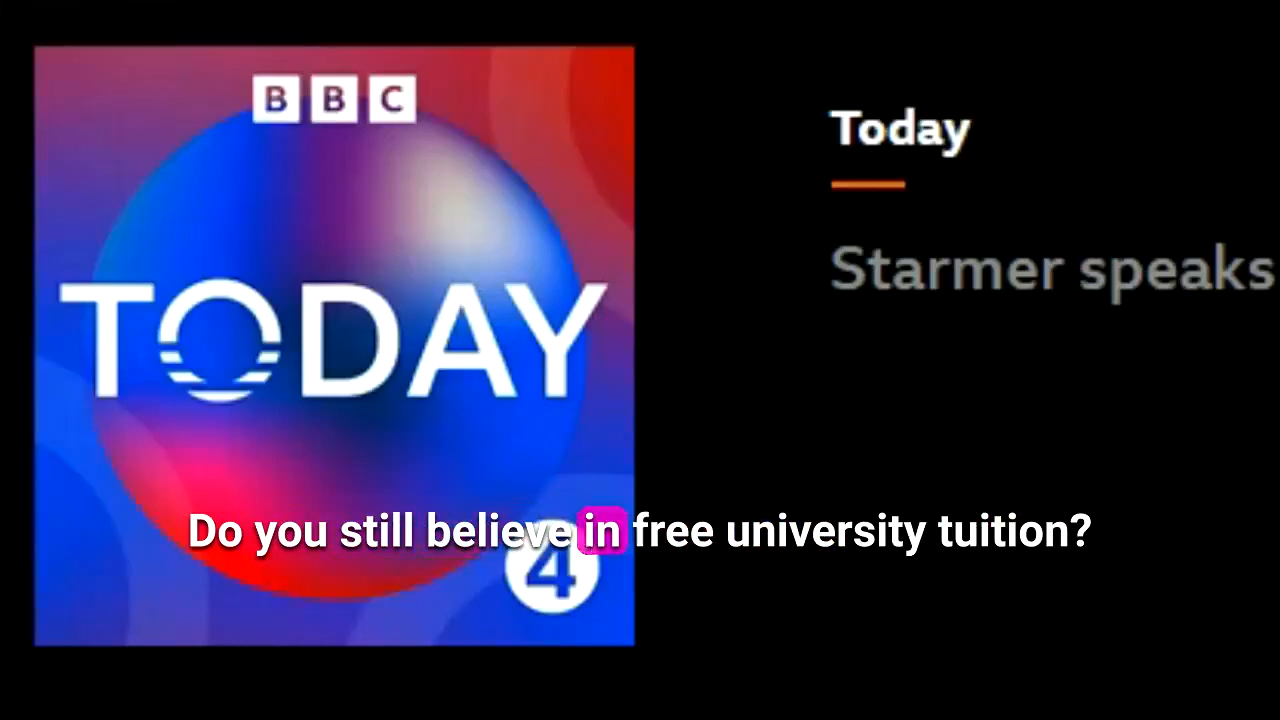 BBC
TODAY
4
Today
Starmer speaks
Do you still believe in free university tuition?